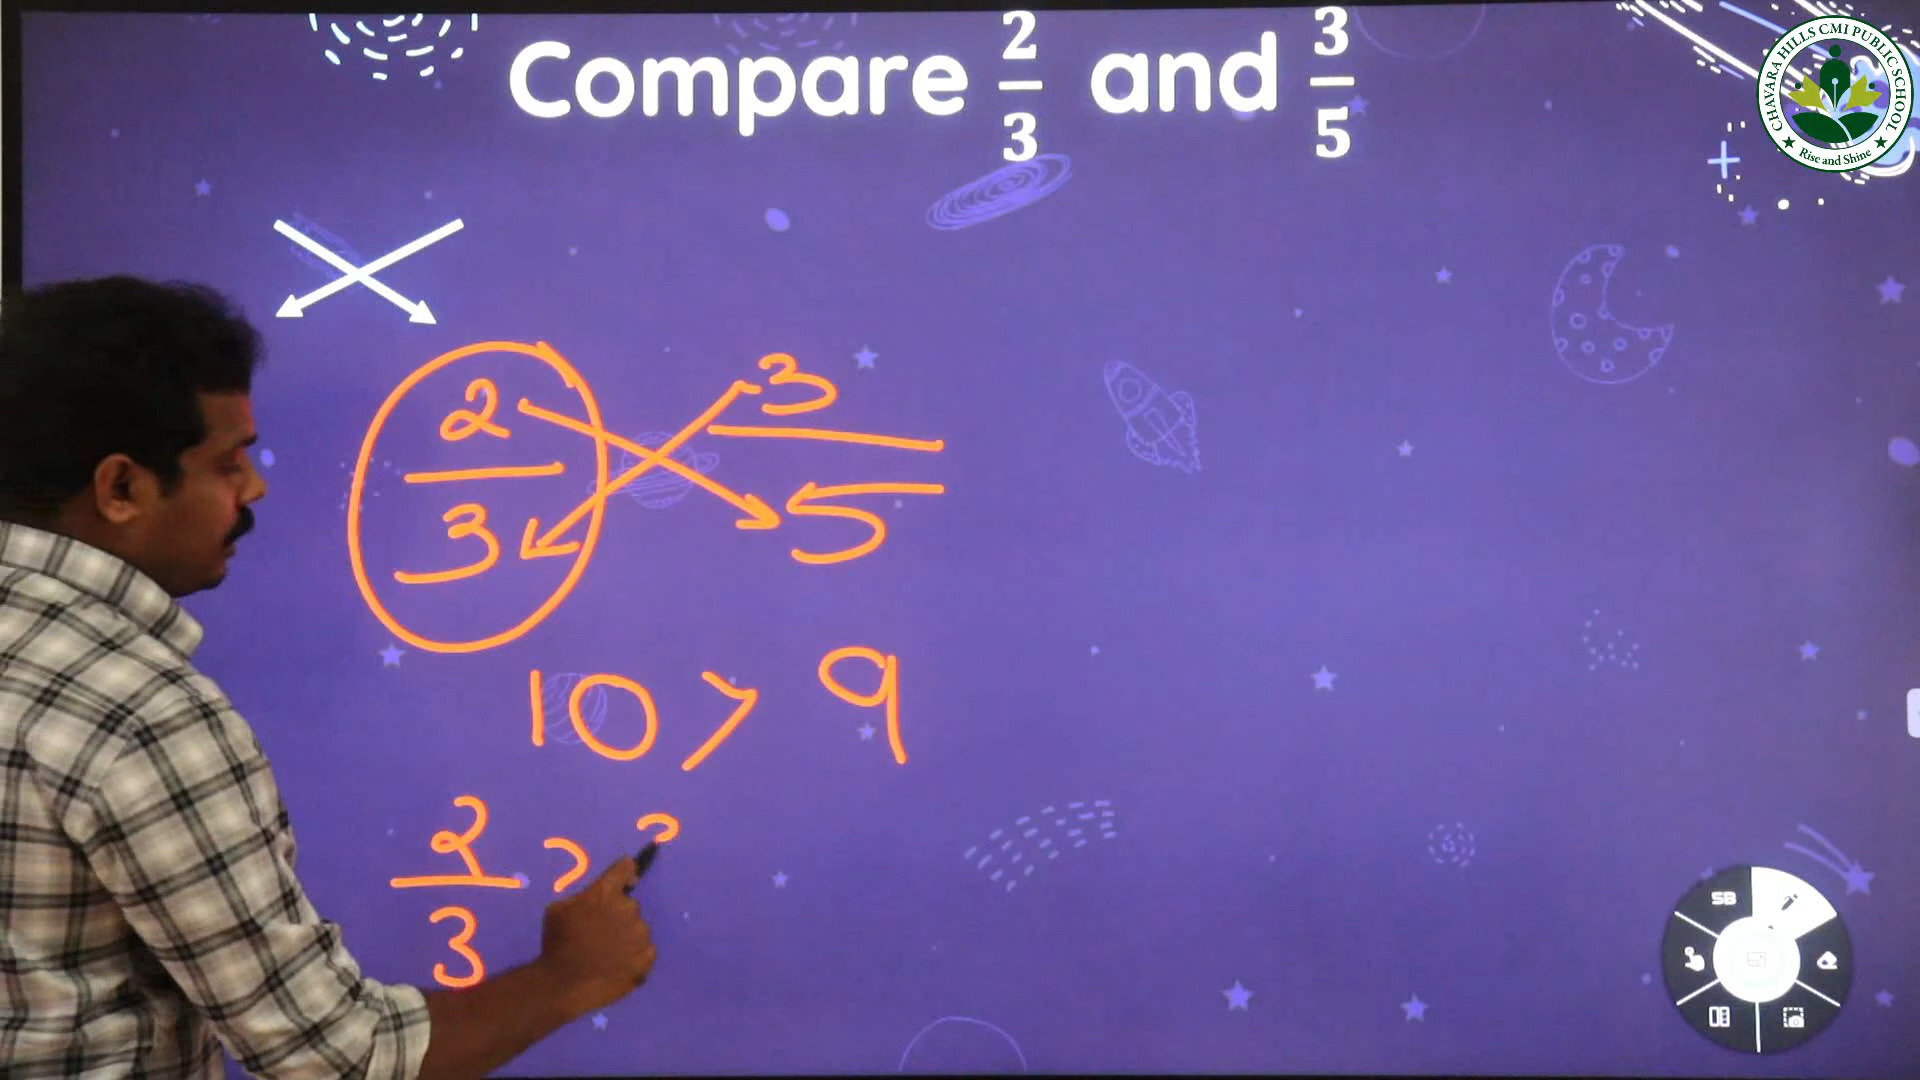 Compare 2/3 and 3/5
CHAVARA HILLS CMI PUBLIC SCHOOL
Rise and Shine
2/3 3/5
10 > 9
2/3 > 3
SB